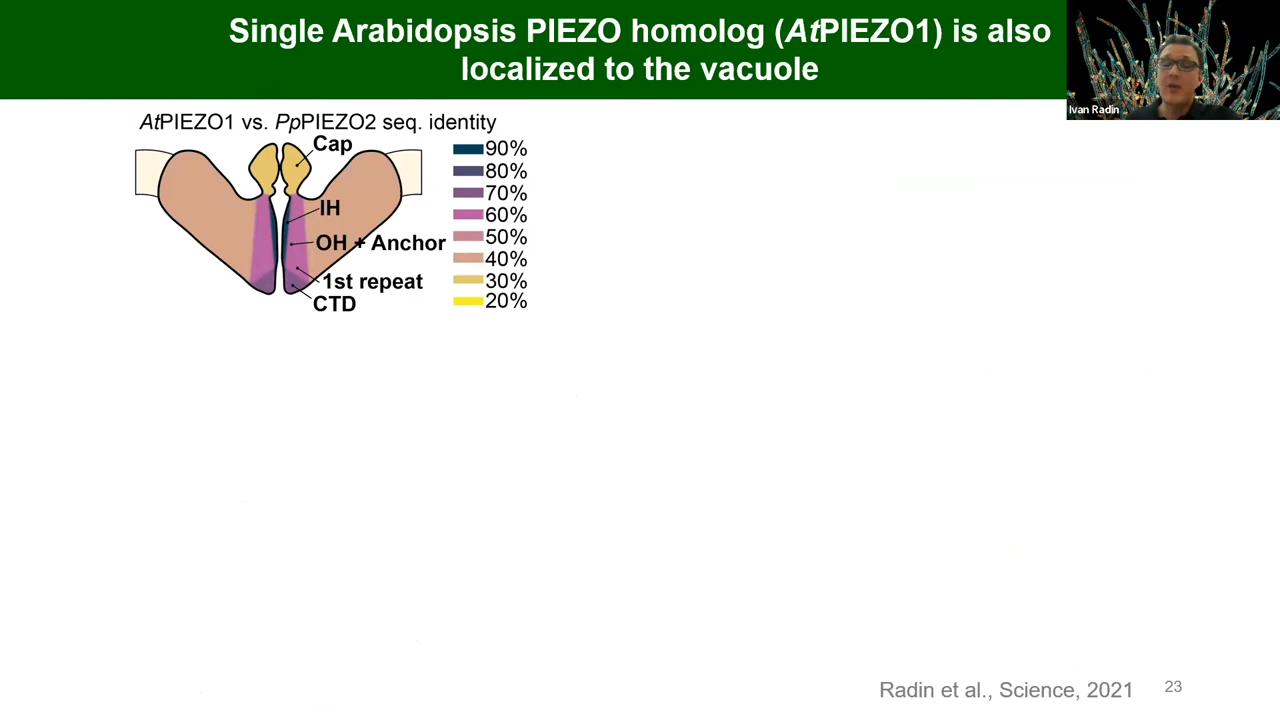 Single Arabidopsis PIEZO homolog (AtPIEZO1) is also
localized to the vacuole
Ivan Radin
AtPIEZO1 vs. PpPIEZO2 seq. identity
Cap
IH
OH + Anchor
1st repeat
CTD
90%
80%
70%
60%
50%
40%
30%
20%
Radin et al., Science, 2021
23